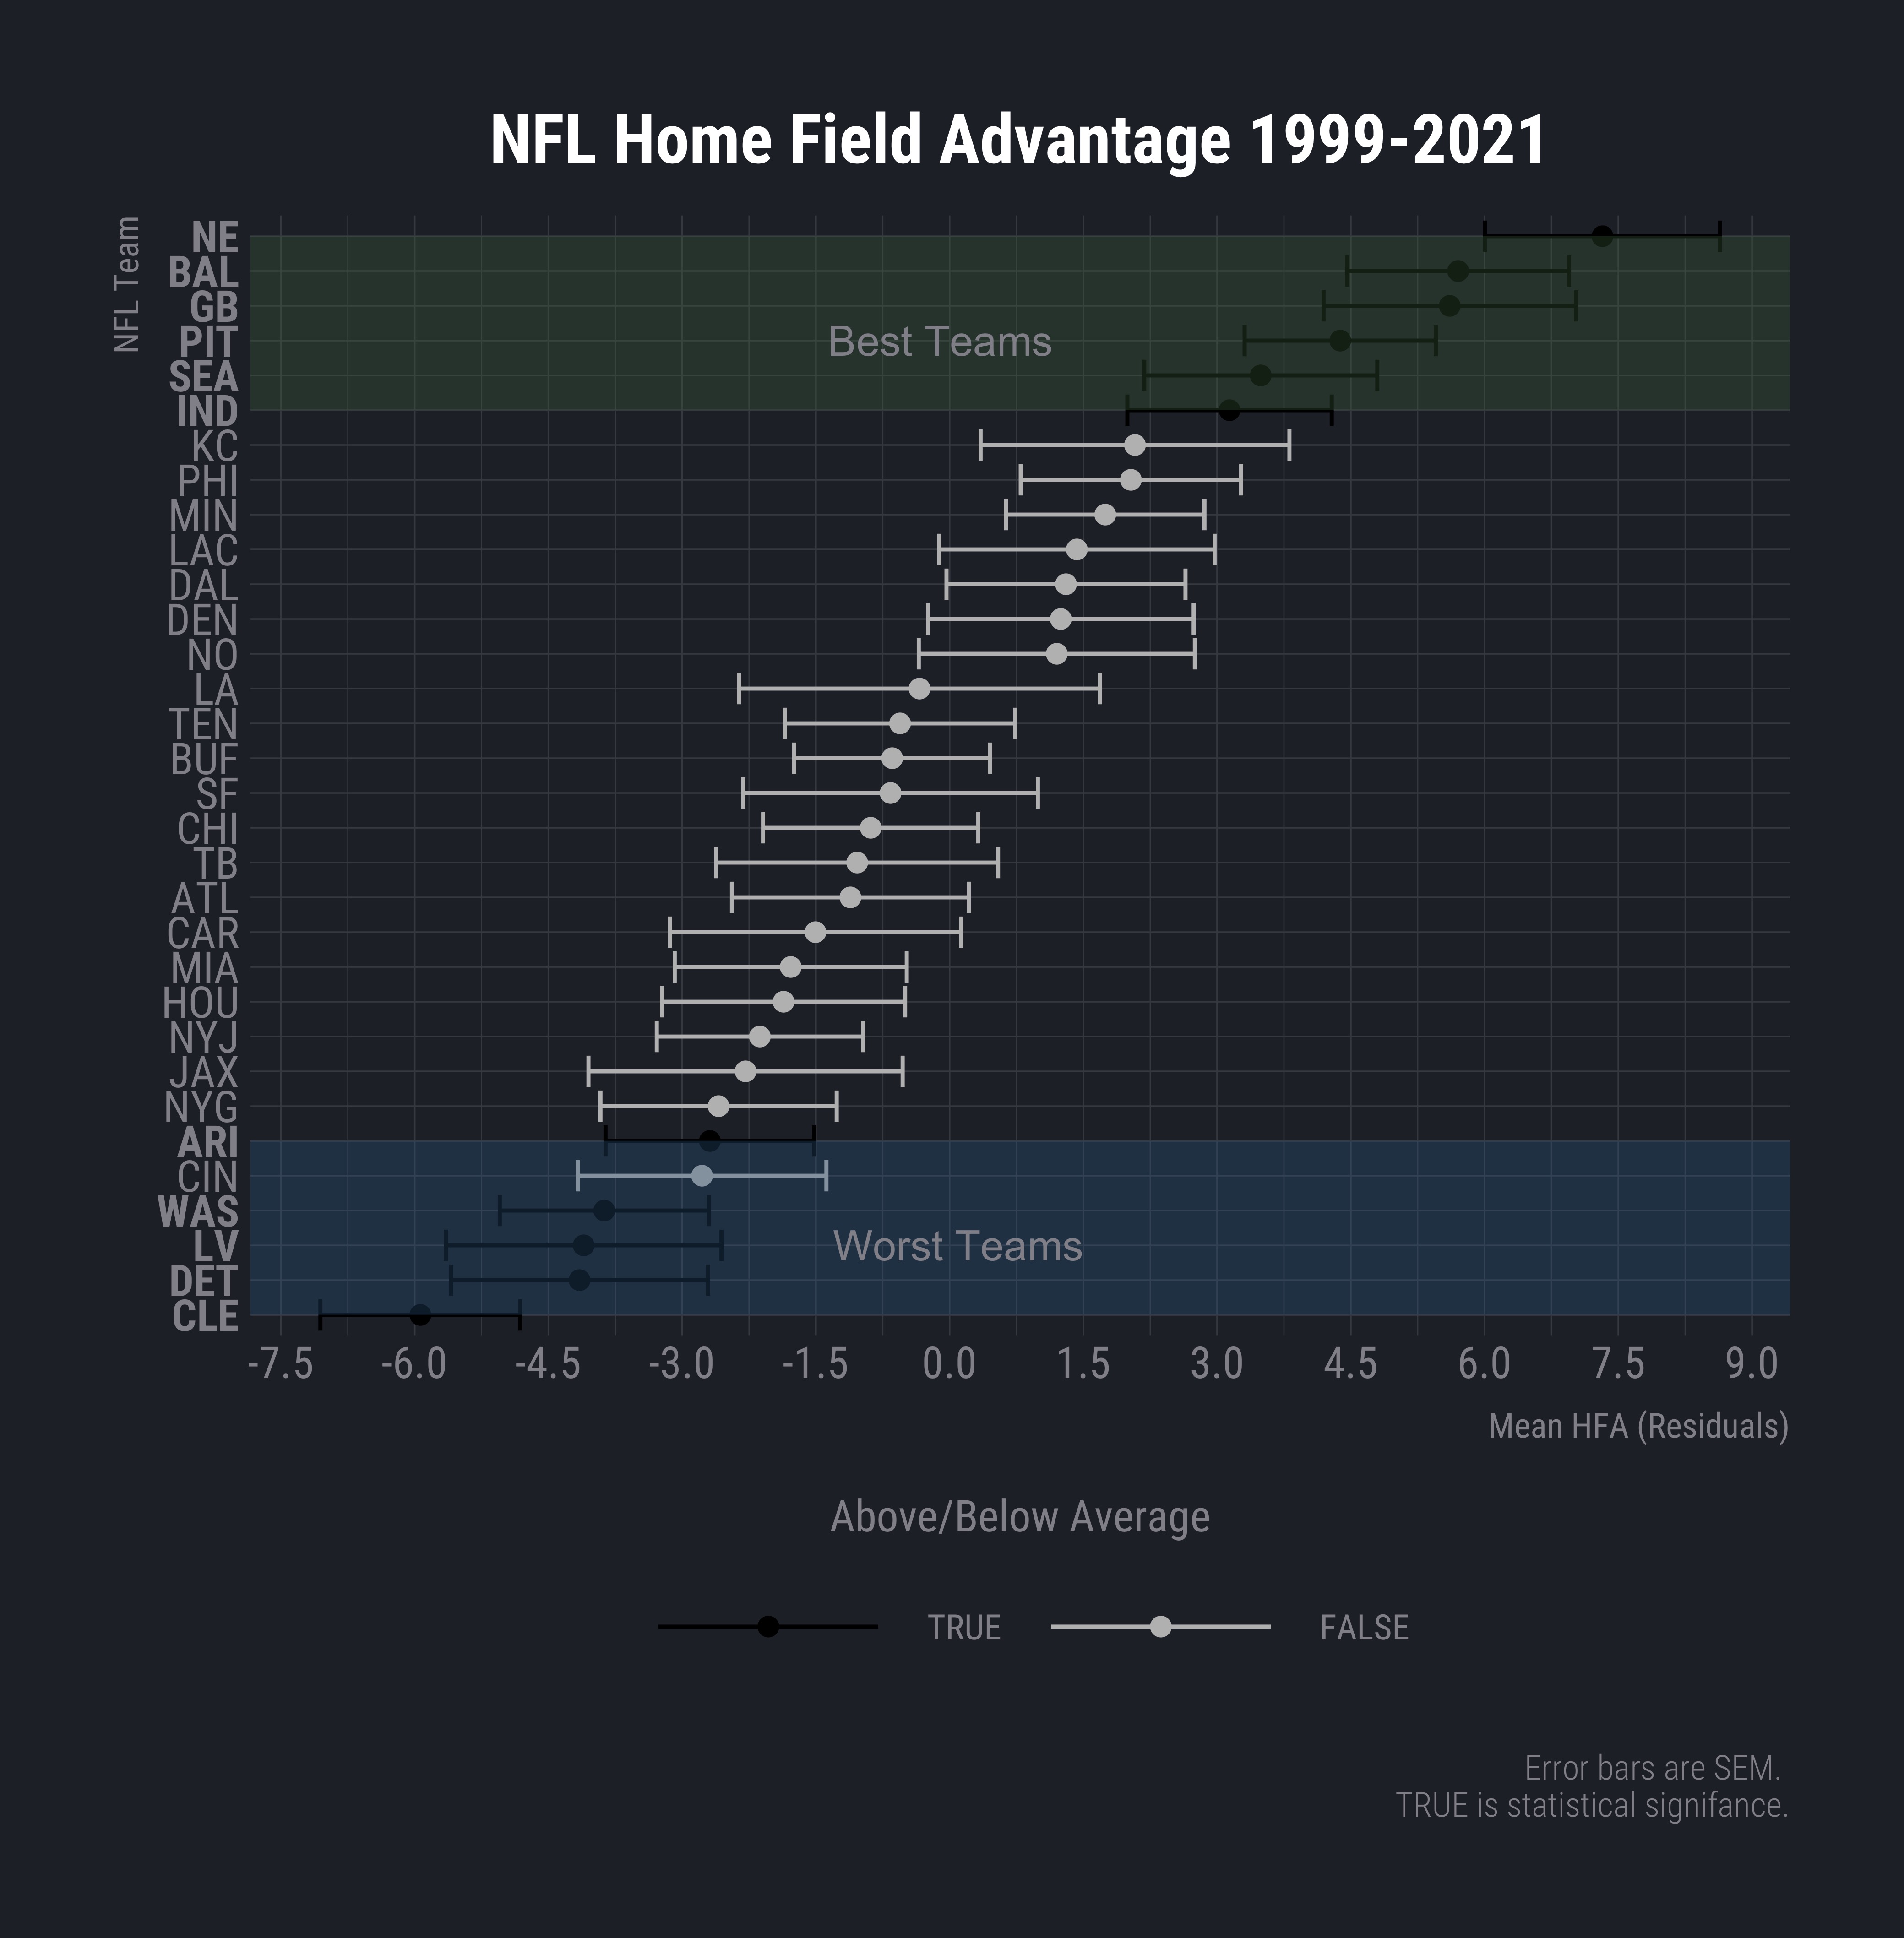 NFL Home Field Advantage 1999-2021
NFL Team
NE
BAL
GB
PIT
SEA
IND
KC
PHI
MIN
LAC
DAL
DEN
NO
LA
TEN
BUF
SF
CHI
TB
ATL
CAR
MIA
HOU
NYJ
JAX
NYG
ARI
CIN
WAS
LV
DET
CLE
Best Teams
Worst Teams
-7.5 -6.0 -4.5 -3.0 -1.5 0.0 1.5 3.0 4.5 6.0 7.5 9.0
Mean HFA (Residuals)
Above/Below Average
TRUE FALSE
Error bars are SEM.
TRUE is statistical signifance.